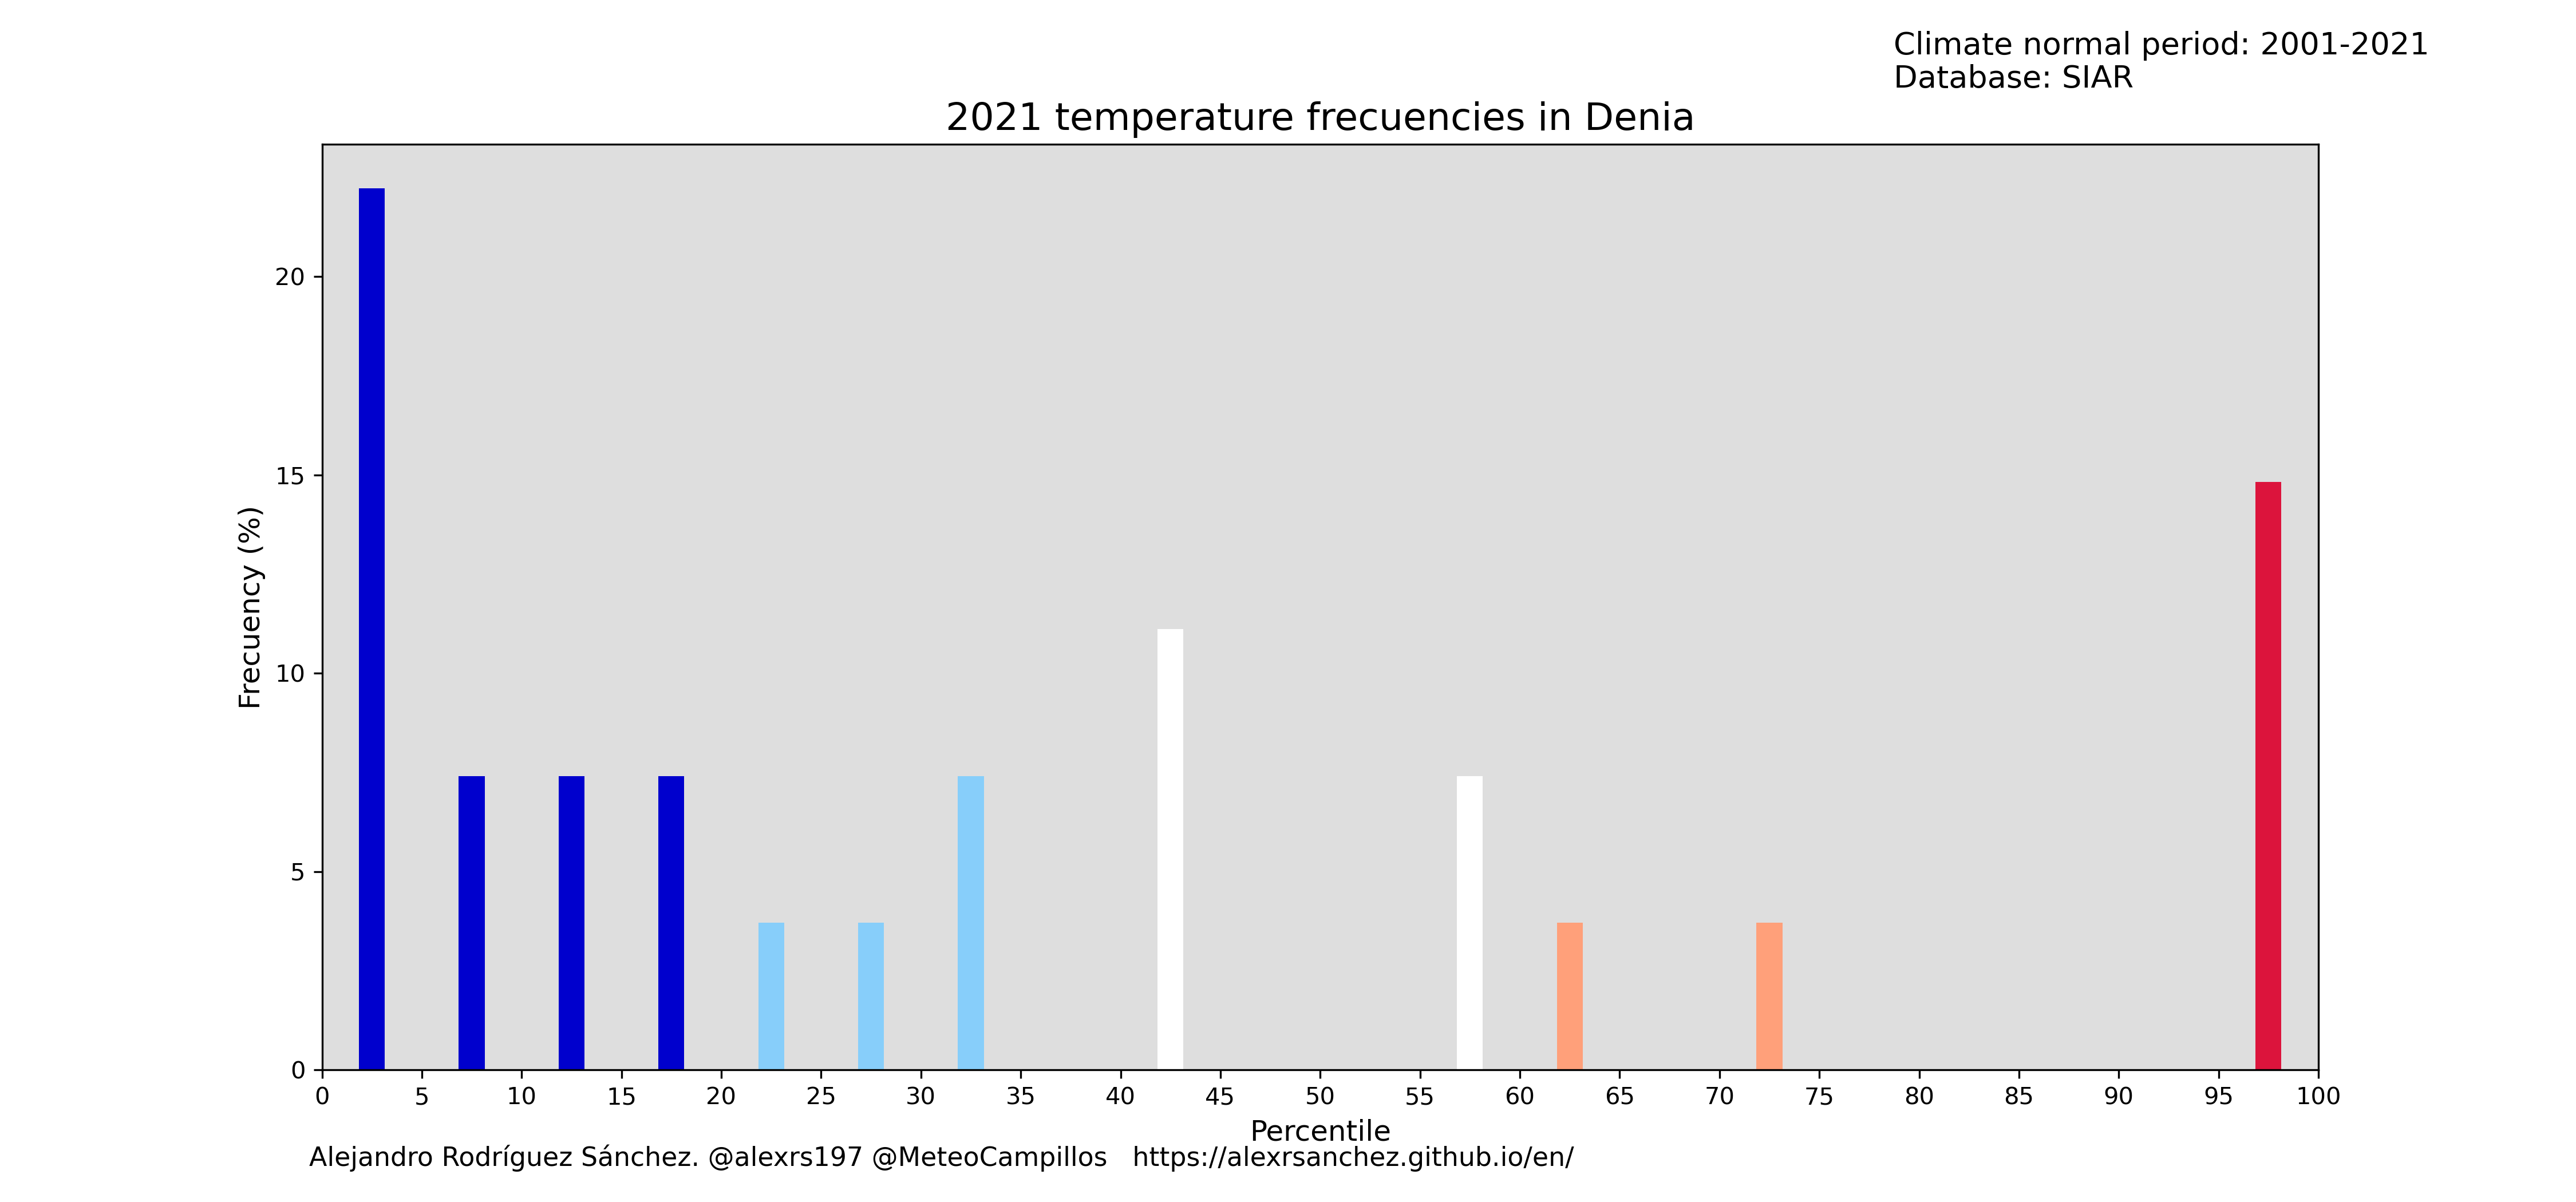 Climate normal period: 2001-2021
Database: SIAR
2021 temperature frecuencies in Denia
Frecuency (%)
20
15
10
5
0
0 5 10 15 20 25 30 35 40 45 50 55 60 65 70 75 80 85 90 95 100
Percentile
Alejandro Rodríguez Sánchez. @alexrs197 @MeteoCampillos https://alexrsanchez.github.io/en/